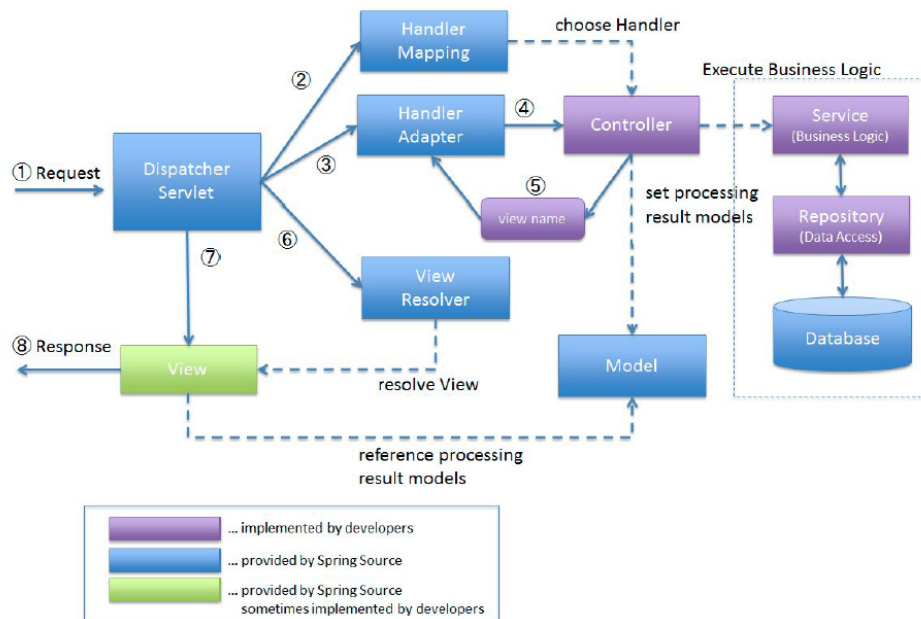 Handler
Mapping
choose Handler
②
Execute Business Logic
Handler
Adapter
④
Controller
Service
(Business Logic)
① Request
Dispatcher
Servlet
③
⑤
view name
set processing
result models
Repository
(Data Access)
⑥
⑦
View
Resolver
⑧ Response
View
resolve View
Model
Database
reference processing
result models
... implemented by developers
... provided by Spring Source
... provided by Spring Source
sometimes implemented by developers